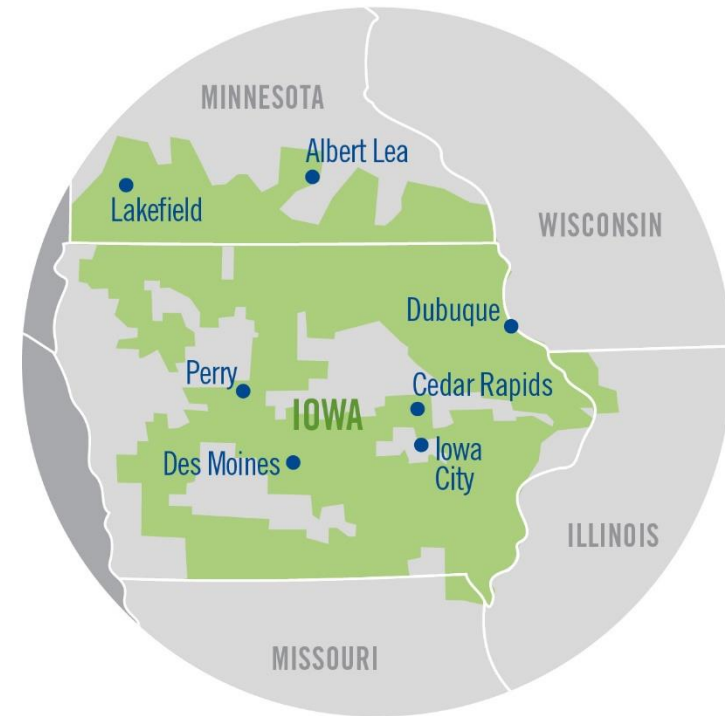 MINNESOTA
Albert Lea
Lakefield
WISCONSIN
Dubuque
Perry
Cedar Rapids
IOWA
Des Moines
Iowa
City
ILLINOIS
MISSOURI